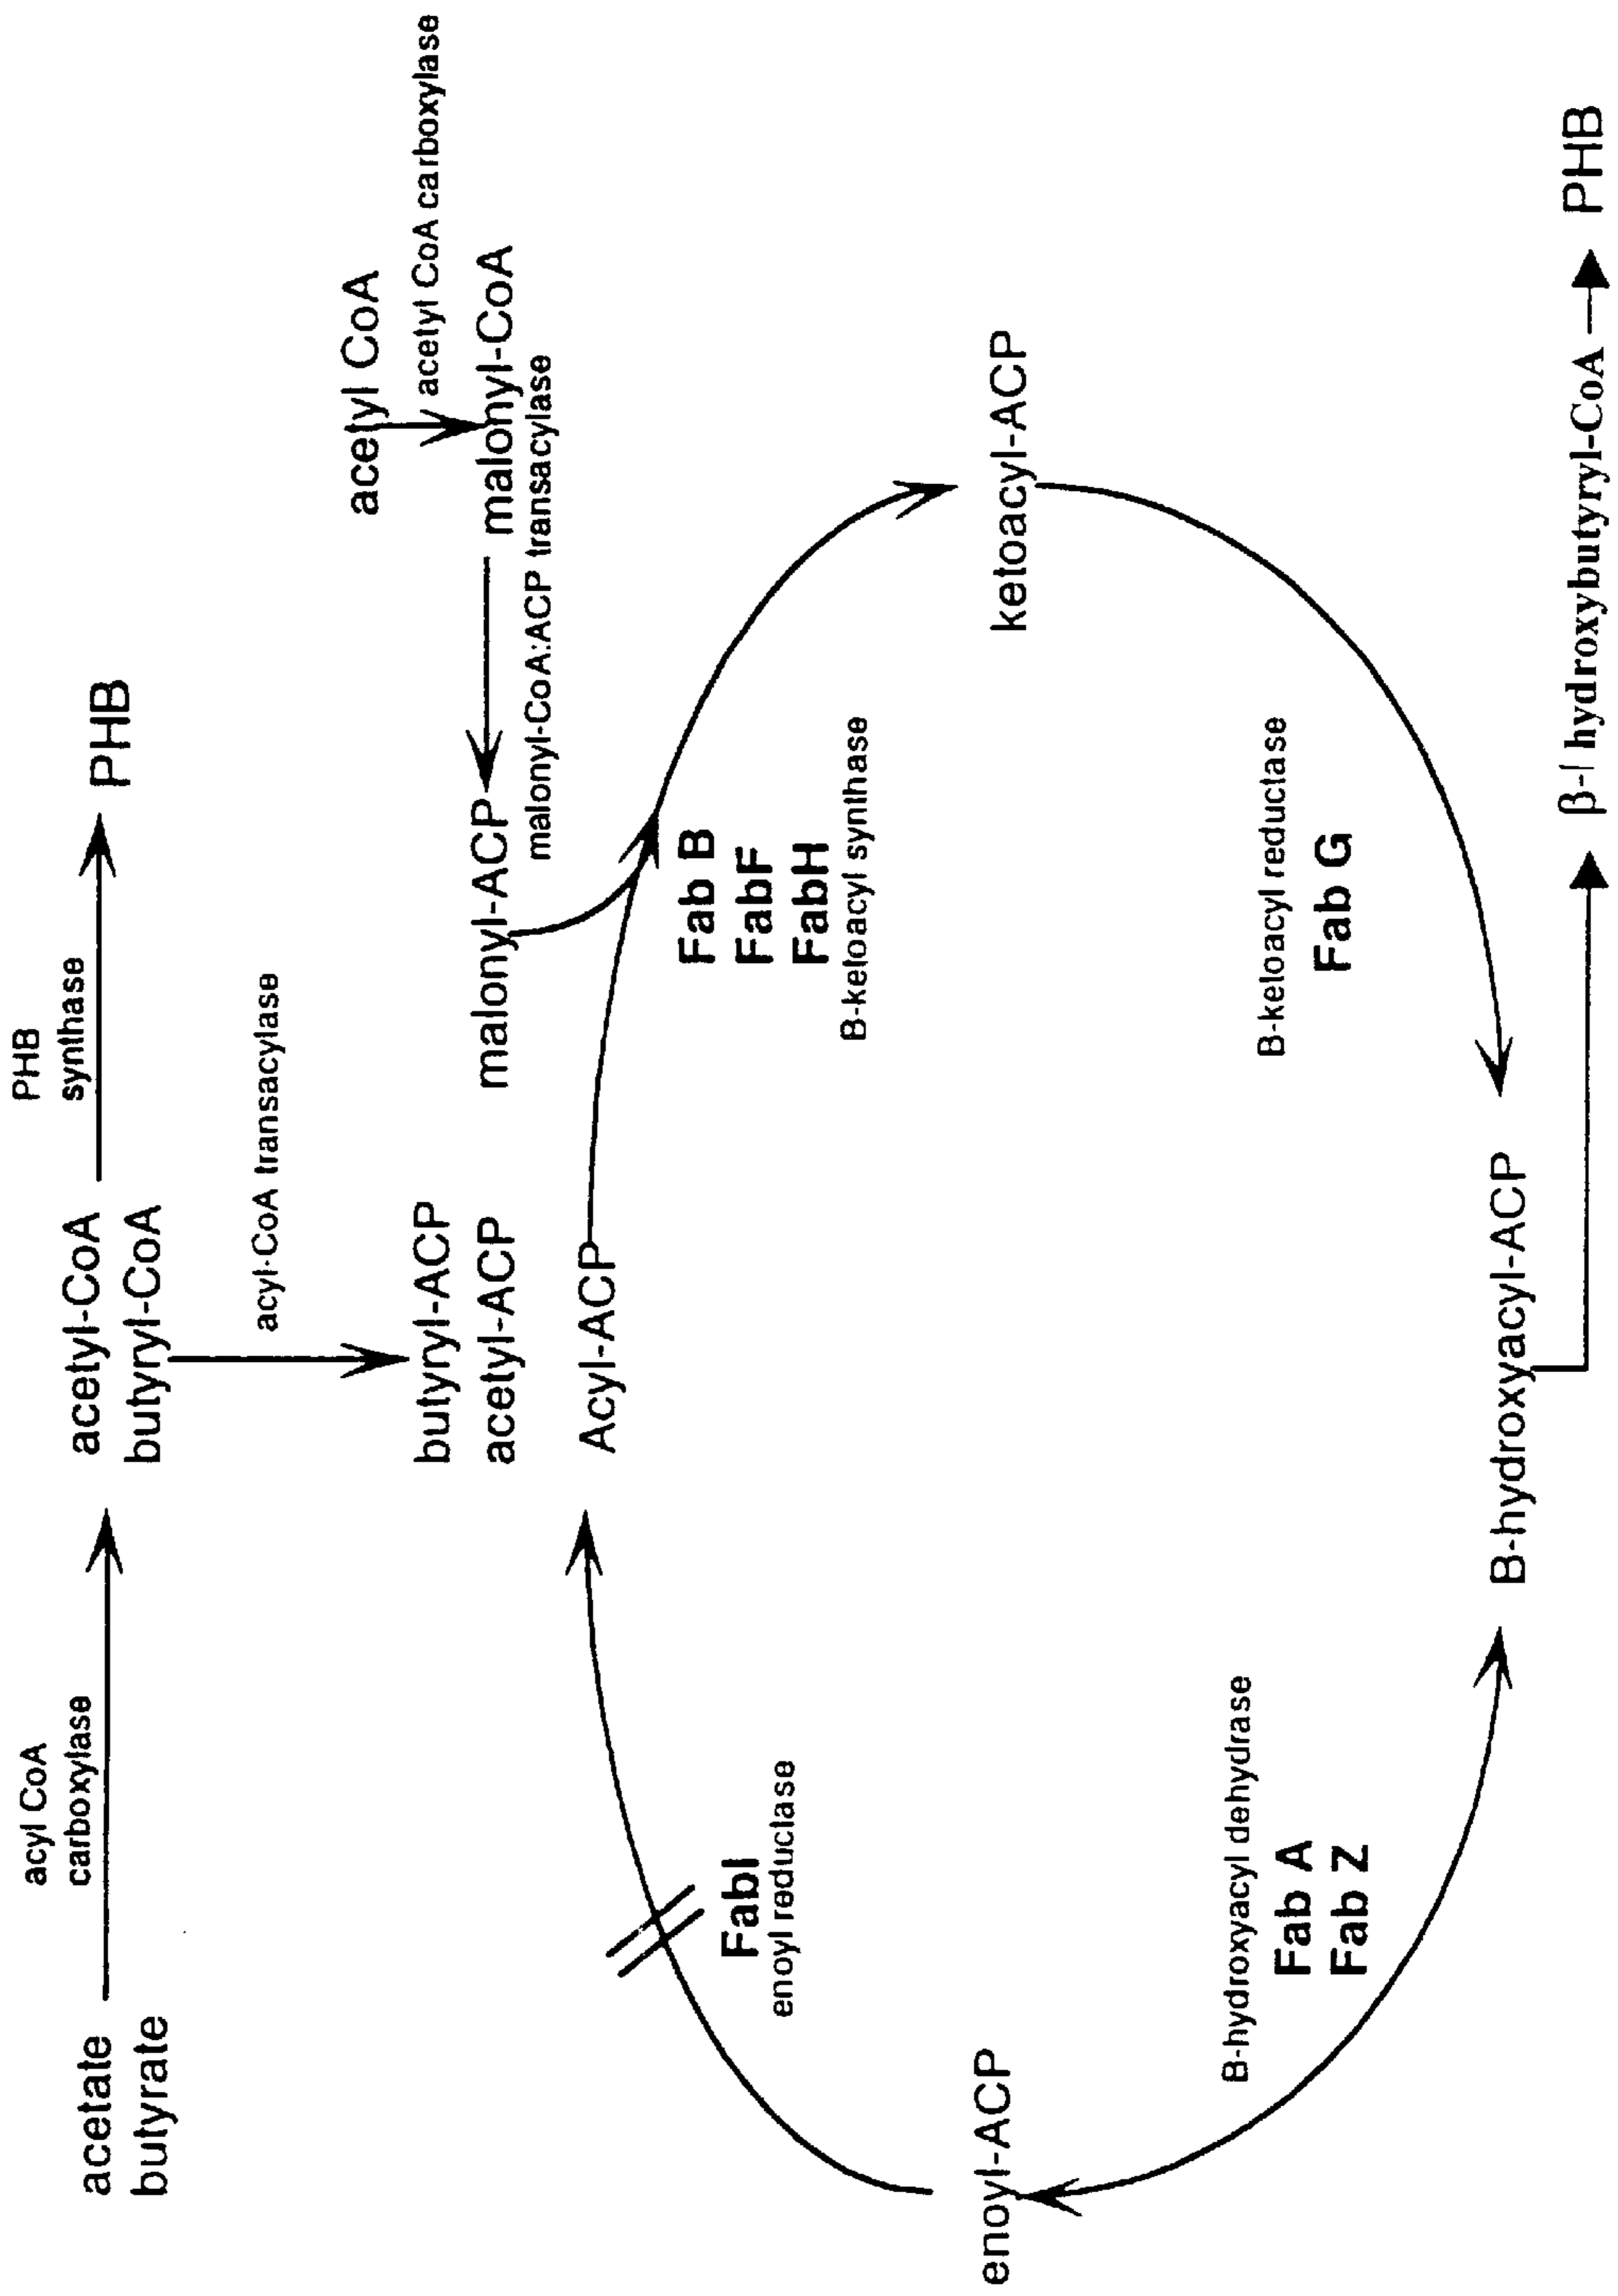 acyl CoA
carboxylase
PHB
synthase
acetate
butyrate
acetyl-CoA
butyryl-CoA
PHB
acyl-CoA transacylase
acetyl CoA
acetyl CoA carboxylase
butyryl-ACP
acetyl-ACP
malonyl-ACP
malonyl-CoA
malonyl-CoA:ACP transacylase
Acyl-ACP
Fab B
FabF
FabH
B-ketoacyl synthase
FabI
enoyl reductase
enoyl-ACP
ketoacyl-ACP
B-hydroxyacyl dehydrase
Fab A
Fab Z
B-ketoacyl reductase
Fab G
B-hydroxyacyl-ACP
β-hydroxybutyryl-CoA
PHB